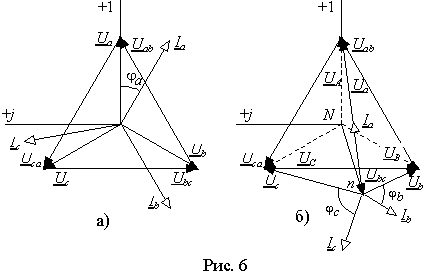 +1
+1
U_a
U_ab
I_a
U_ab
φ_a
U_A
U_a
+j
+j
N
I_a
I_c
U_ca
U_b
U_ca
U_C
U_B
U_c
U_bc
U_c
n
U_bc
U_b
φ_b
а)
I_b
б)
φ_c
I_b
I_c
Рис. 6